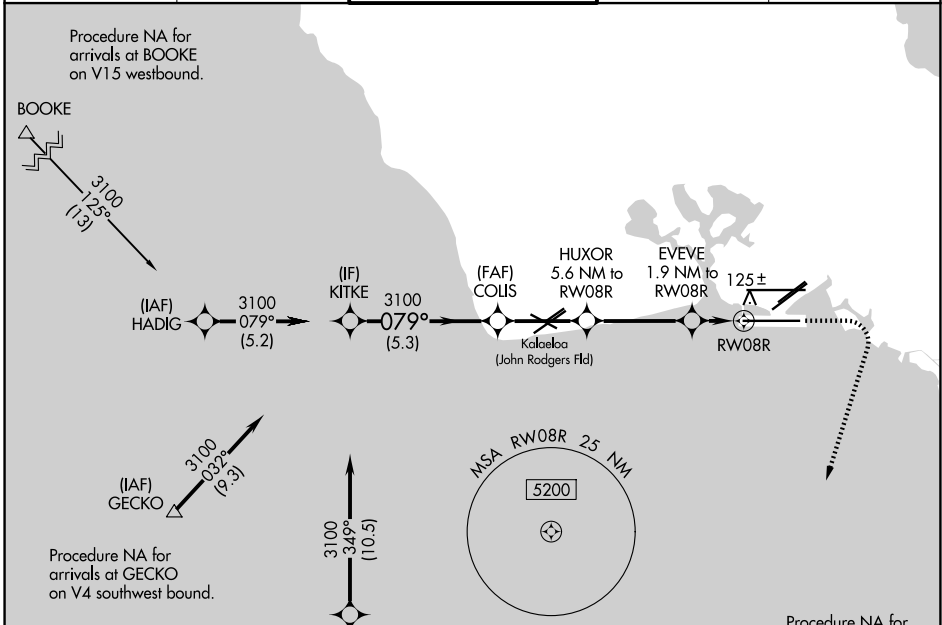 Procedure NA for
arrivals at BOOKE
on V15 westbound.
BOOKE
3100
125°
(13)
(IAF)
HADIG
3100
079°
(5.2)
(IF)
KITKE
3100
079°
(5.3)
(FAF)
COLIS
Kalaeloa
(John Rodgers Fld)
HUXOR
5.6 NM to
RW08R
EVEVE
1.9 NM to
RW08R
125±
RW08R
3100
032°
(9.3)
(IAF)
GECKO
Procedure NA for
arrivals at GECKO
on V4 southwest bound.
3100
349°
(10.5)
MSA RW08R 25 NM
5200
Procedure NA for